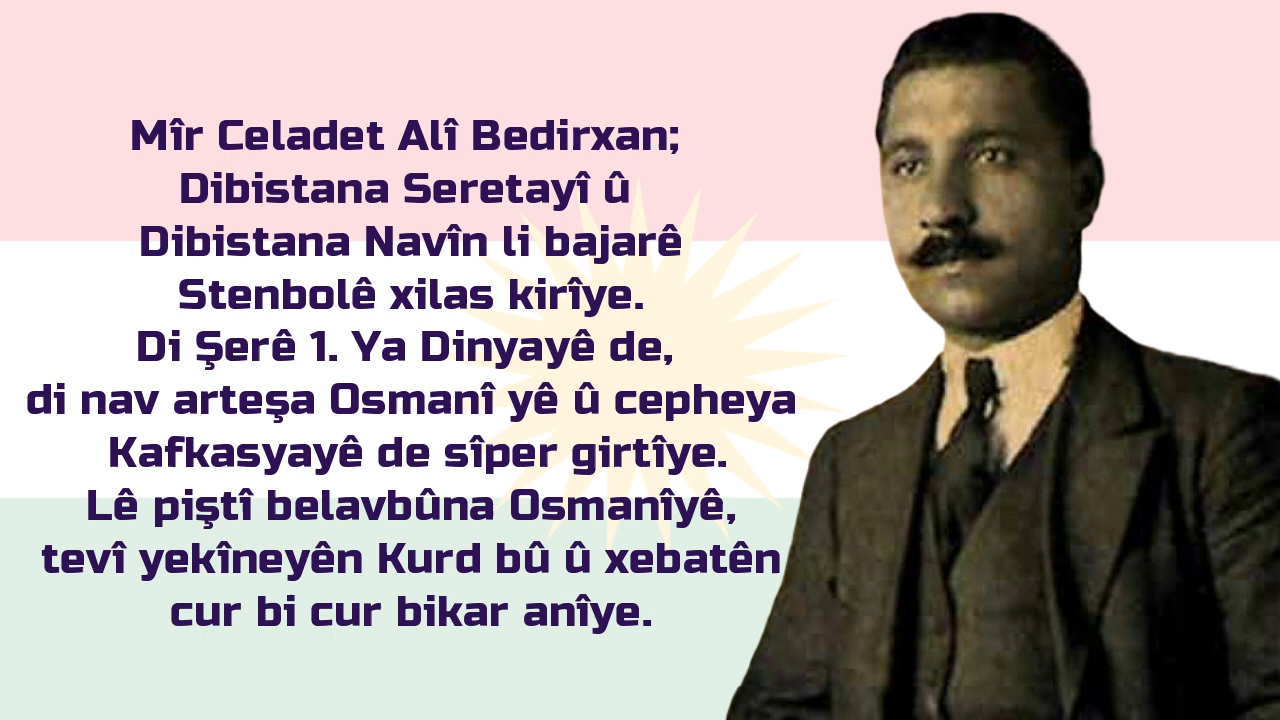 Mîr Celadet Alî Bedirxan;
Dibistana Seretayî û
Dibistana Navîn li bajarê
Stenbolê xilas kirîye.
Di Şerê 1. Ya Dinyayê de,
di nav arteşa Osmanî yê û cepheya
Kafkasyayê de sîper girtîye.
Lê piştî belavbûna Osmanîyê,
tevî yekîneyên Kurd bû û xebatên
cur bi cur bikar anîye.